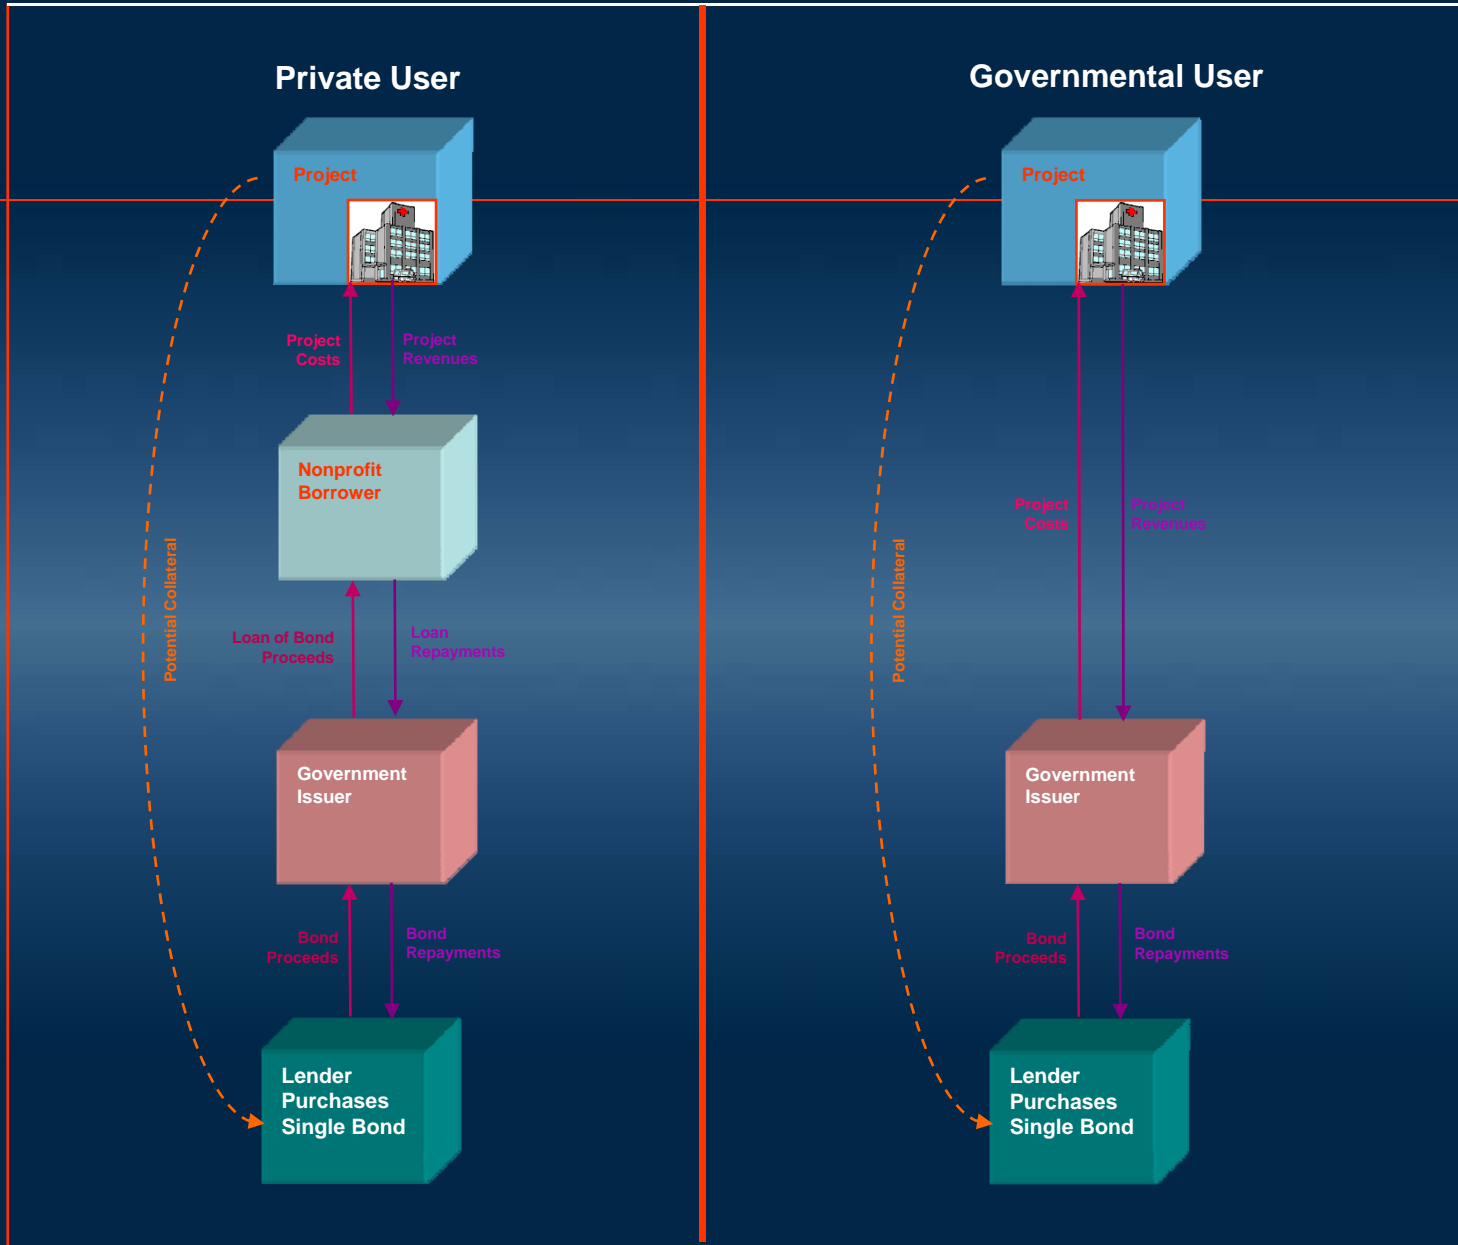 Private User
Project
Project
Costs
Project
Revenues
Nonprofit
Borrower
Potential Collateral
Loan of Bond
Proceeds
Loan
Repayments
Government
Issuer
Bond
Proceeds
Bond
Repayments
Lender
Purchases
Single Bond
Governmental User
Project
Project
Costs
Project
Revenues
Potential Collateral
Government
Issuer
Bond
Proceeds
Bond
Repayments
Lender
Purchases
Single Bond